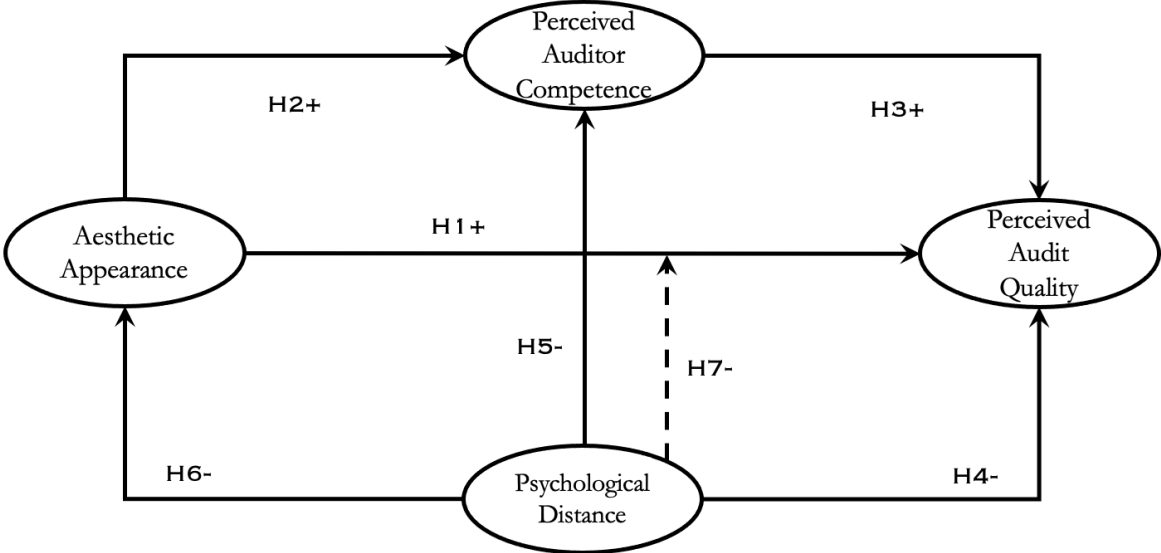 Perceived
Auditor
Competence
H2+
H3+
Aesthetic
Appearance
H1+
Perceived
Audit
Quality
H5-
H7-
H6-
Psychological
Distance
H4-